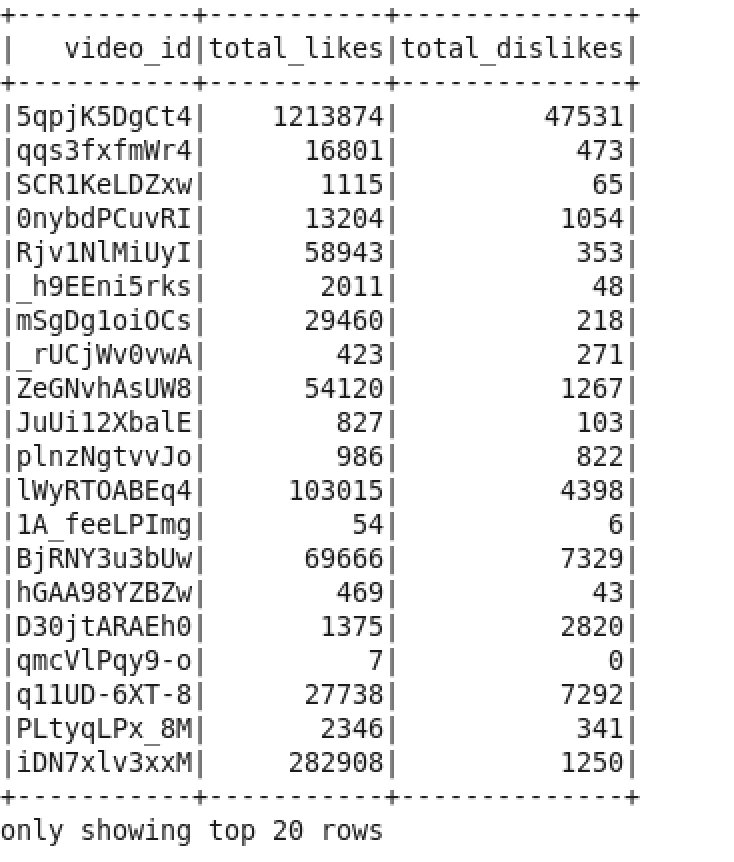 +-----------+-----------+--------------+
|   video_id|total_likes|total_dislikes|
+-----------+-----------+--------------+
|5qpjK5DgCt4|    1213874|         47531|
|qqs3fxfmWr4|      16801|           473|
|SCR1KeLDZxw|       1115|            65|
|0nybdPCuvRI|      13204|          1054|
|Rjv1NlMiUyI|      58943|           353|
|_h9EEni5rks|       2011|            48|
|mSgDg1oiOCs|      29460|           218|
|_rUCjWv0vwA|        423|           271|
|ZeGNvhAsUW8|      54120|          1267|
|JuUi12XbalE|        827|           103|
|plnzNgtvvJo|        986|           822|
|lWyRTOABEq4|     103015|          4398|
|1A_feeLPImg|         54|             6|
|BjRNY3u3bUw|      69666|          7329|
|hGAA98YZBZw|        469|            43|
|D30jtARAEh0|       1375|          2820|
|qmcVlPqy9-o|          7|             0|
|q11UD-6XT-8|      27738|          7292|
|PLtyqLPx_8M|       2346|           341|
|iDN7xlv3xxM|     282908|          1250|
+-----------+-----------+--------------+
only showing top 20 rows